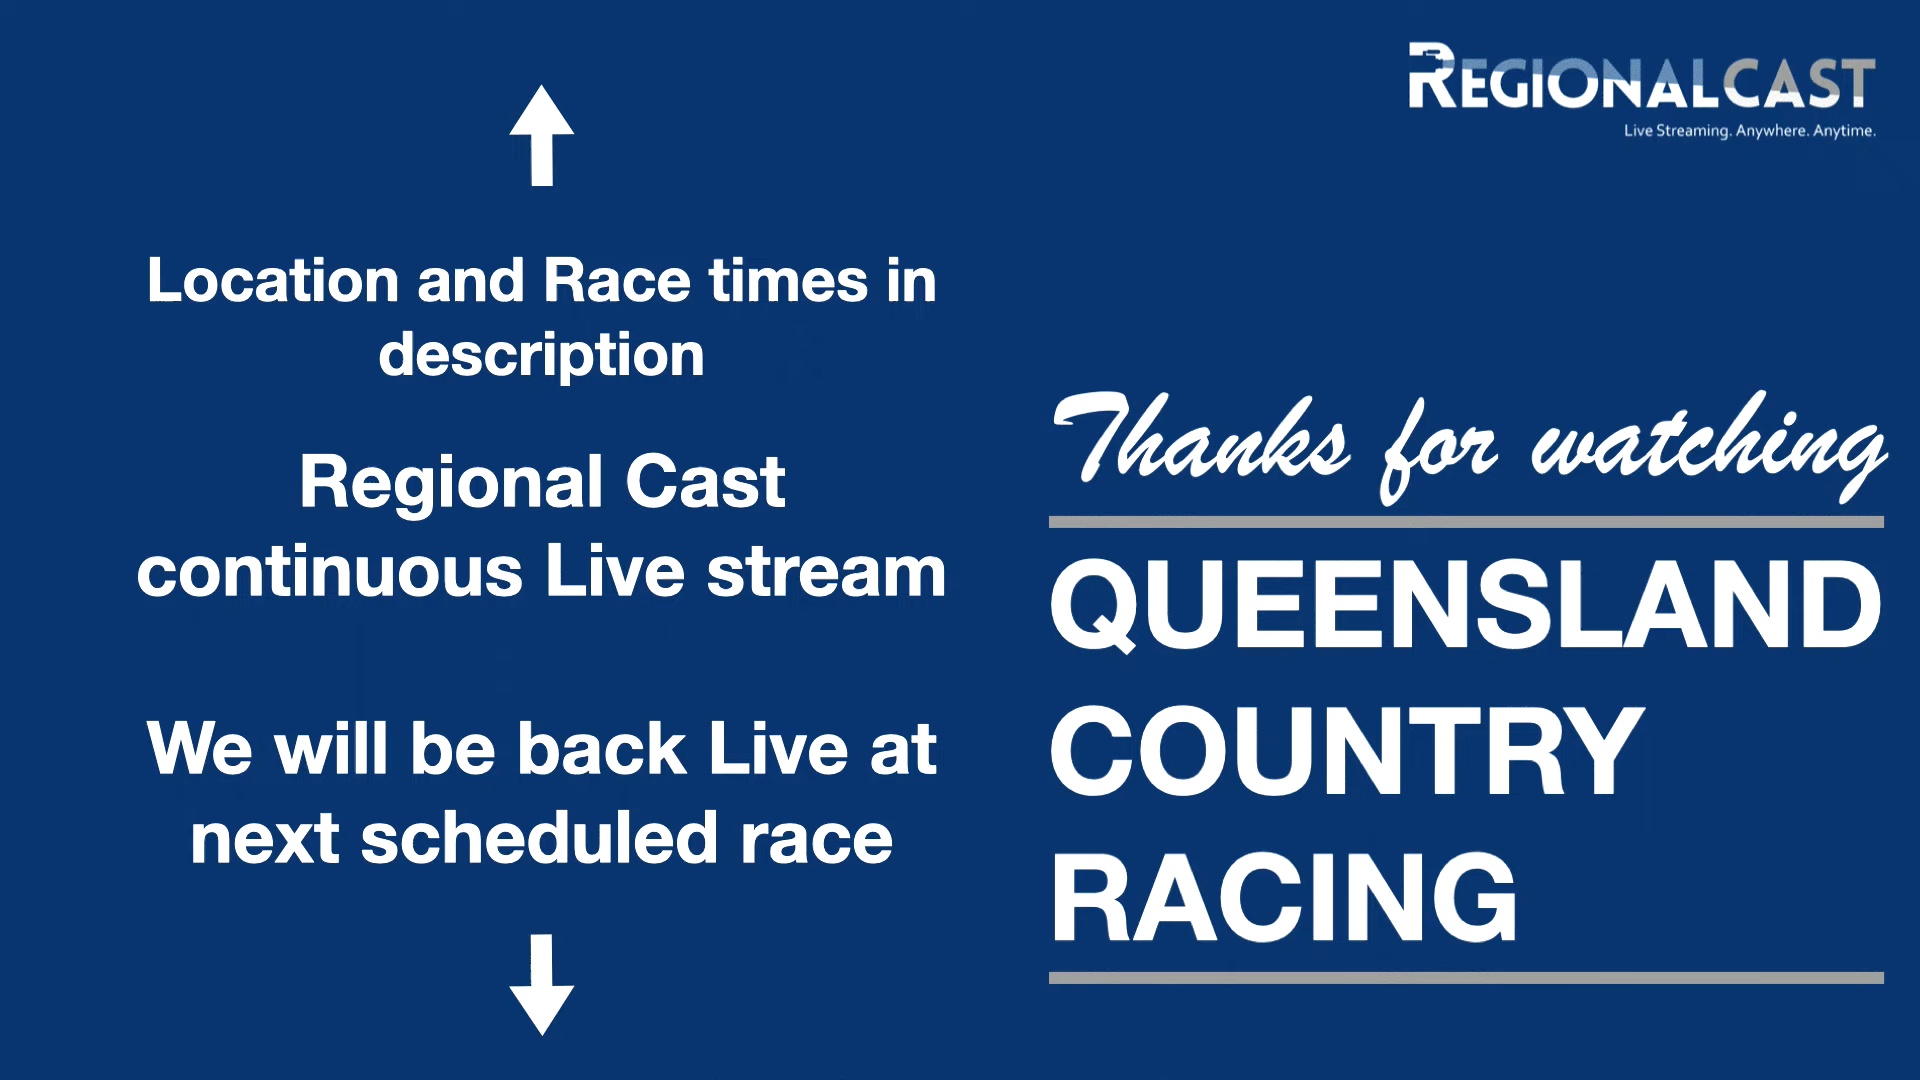 REGIONALCAST
Live Streaming. Anywhere. Anytime.
Location and Race times in
description
Regional Cast
continuous Live stream
We will be back Live at
next scheduled race
Thanks for watching
QUEENSLAND
COUNTRY
RACING